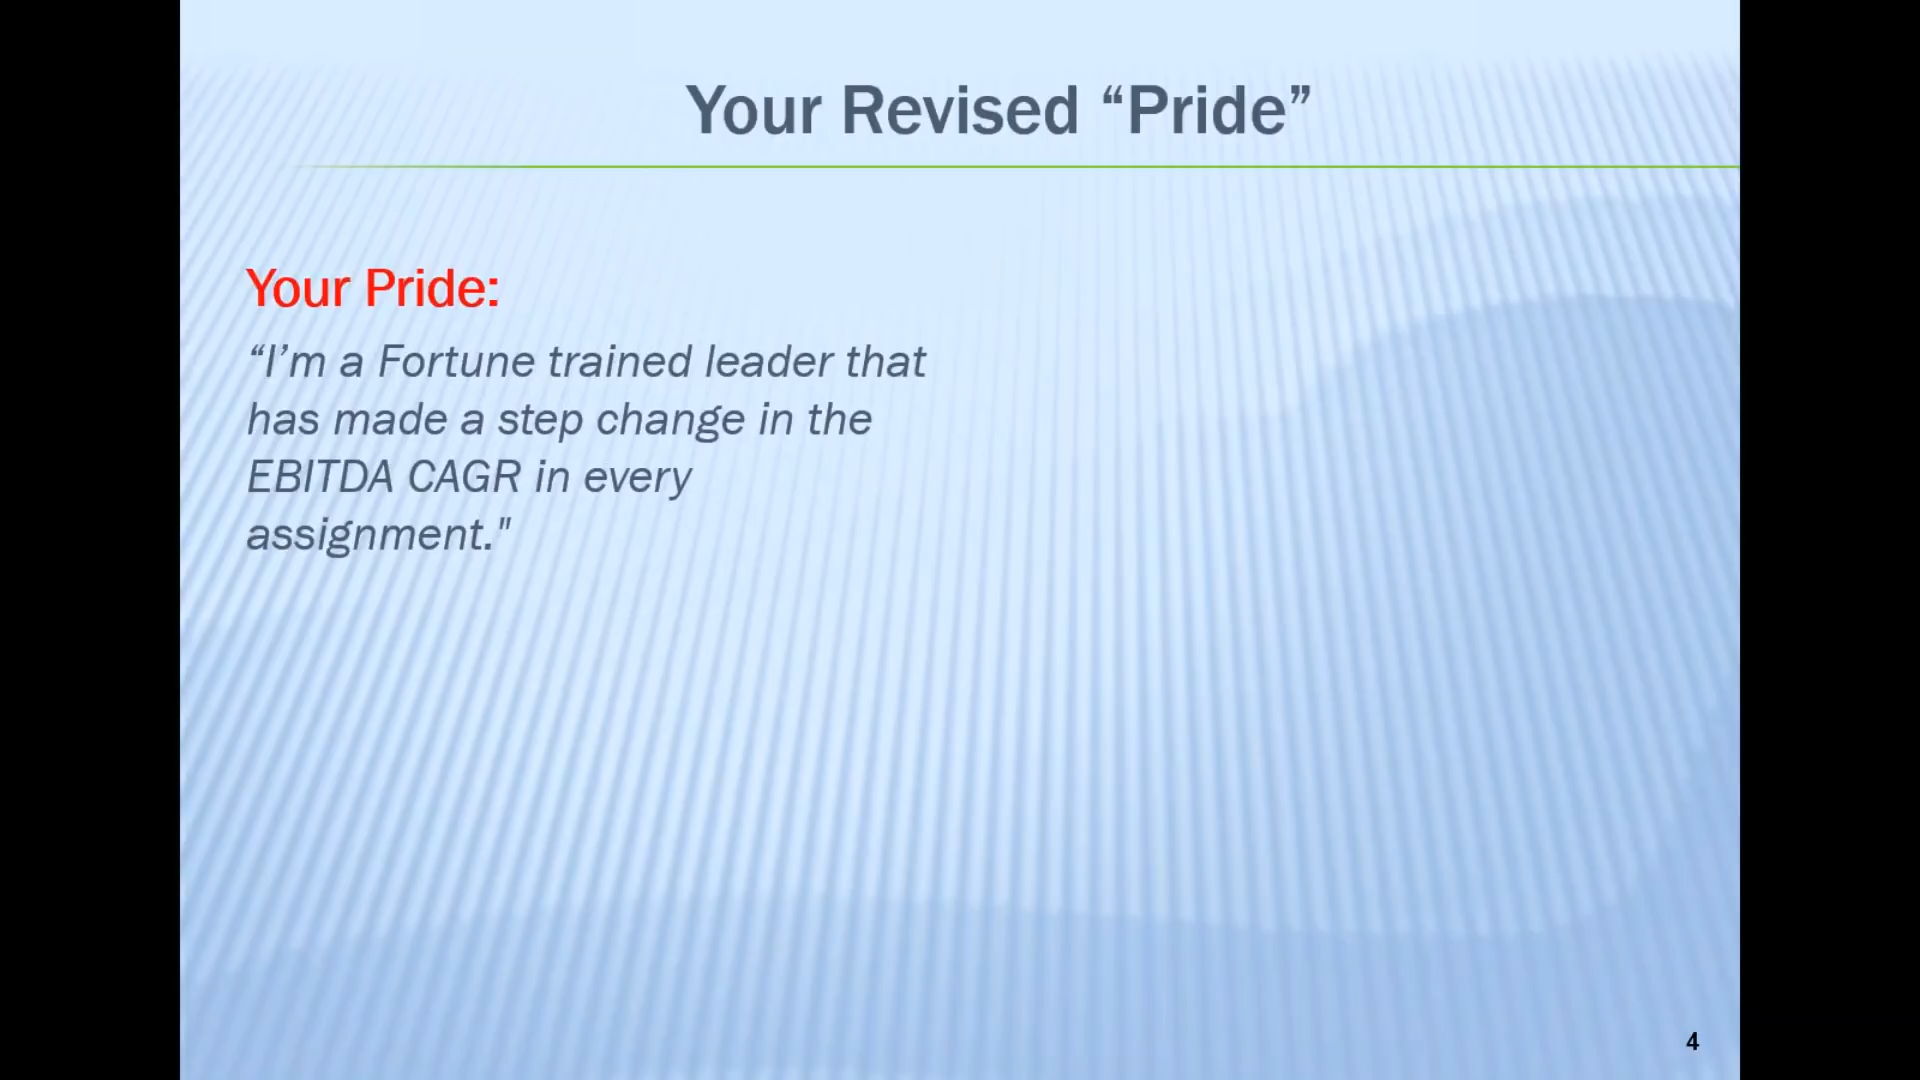 Your Revised “Pride”
Your Pride:
“I’m a Fortune trained leader that
has made a step change in the
EBITDA CAGR in every
assignment."
4